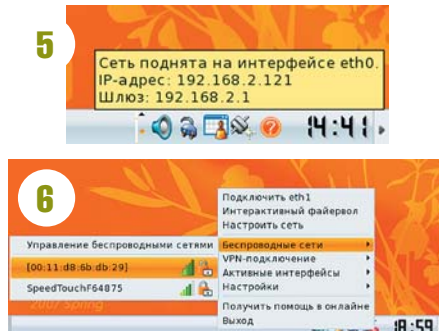 5
Сеть поднята на интерфейсе eth0.
IP-адрес: 192.168.2.121
Шлюз: 192.168.2.1
14:41
6
Подключить eth1
Интерактивный файервол
Настроить сеть
Управление беспроводными сетями
Беспроводные сети
[00:11:d8:6b:db:29]
VPN-подключение
Активные интерфейсы
SpeedTouchF64875
Настройки
2007 Spring
Получить помощь в онлайне
Выход
18:59